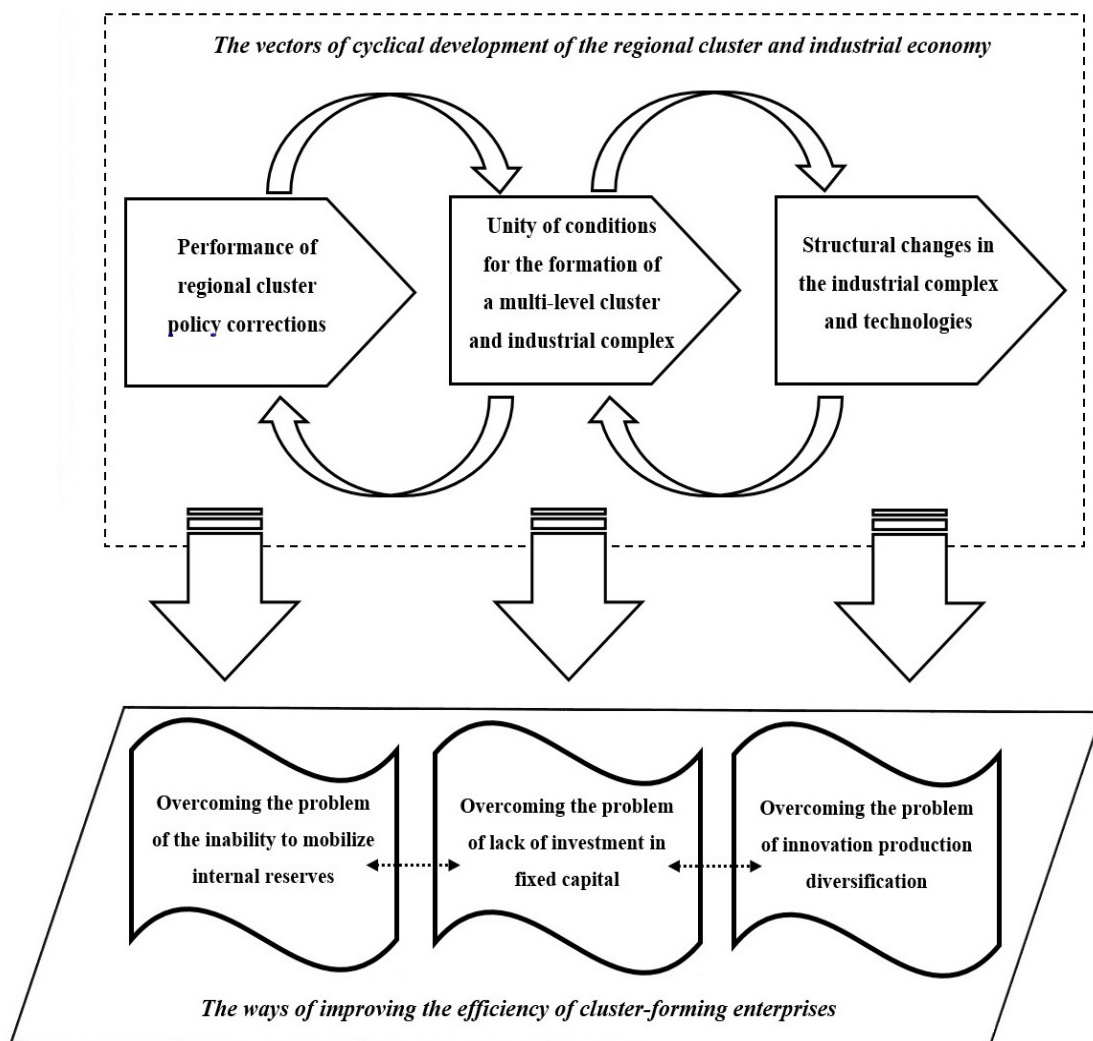 The vectors of cyclical development of the regional cluster and industrial economy
Performance of
regional cluster
policy corrections
Unity of conditions
for the formation of
a multi-level cluster
and industrial complex
Structural changes in
the industrial complex
and technologies
Overcoming the problem
of the inability to mobilize
internal reserves
Overcoming the problem
of lack of investment in
fixed capital
Overcoming the problem
of innovation production
diversification
The ways of improving the efficiency of cluster-forming enterprises